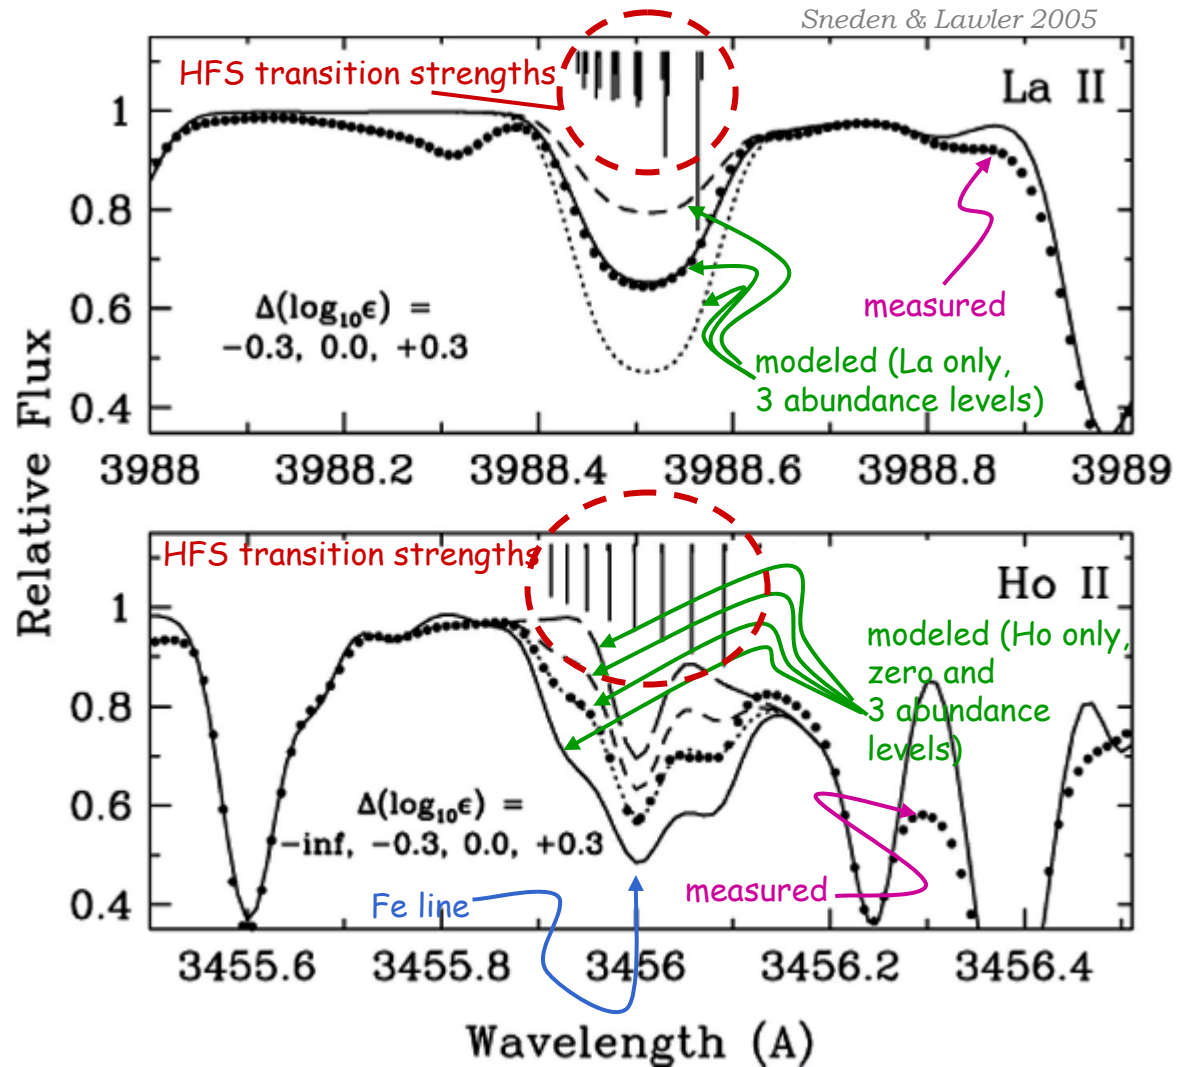 Sneden & Lawler 2005
HFS transition strengths
La II
1
0.8
0.6
0.4
Δ(log₁₀ϵ) =
−0.3, 0.0, +0.3
measured
modeled (La only,
3 abundance levels)
3988 3988.2 3988.4 3988.6 3988.8 3989
Relative Flux
HFS transition strengths
Ho II
1
0.8
0.6
0.4
modeled (Ho only,
zero and
3 abundance
levels)
Δ(log₁₀ϵ) =
−inf, −0.3, 0.0, +0.3
Fe line
measured
3455.6 3455.8 3456 3456.2 3456.4
Wavelength (A)